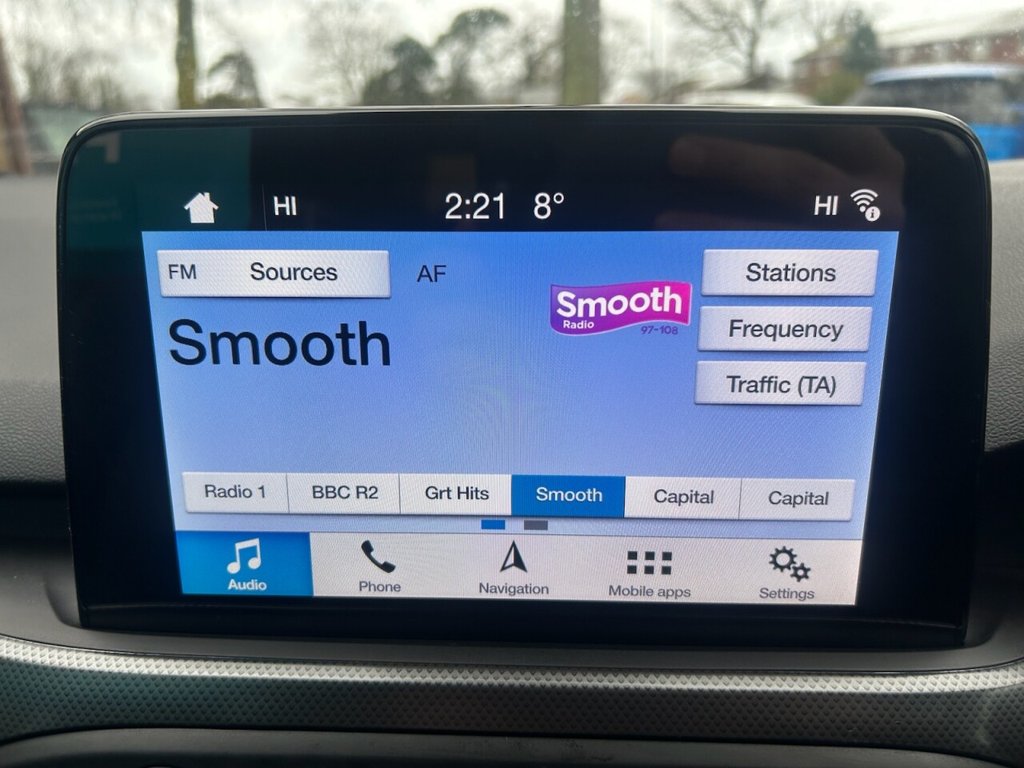 HI 2:21 8° HI
FM Sources AF Stations
Smooth
Radio
97-108
Frequency
Smooth
Traffic (TA)
Radio 1 BBC R2 Grt Hits Smooth Capital Capital
Audio Phone Navigation Mobile apps Settings